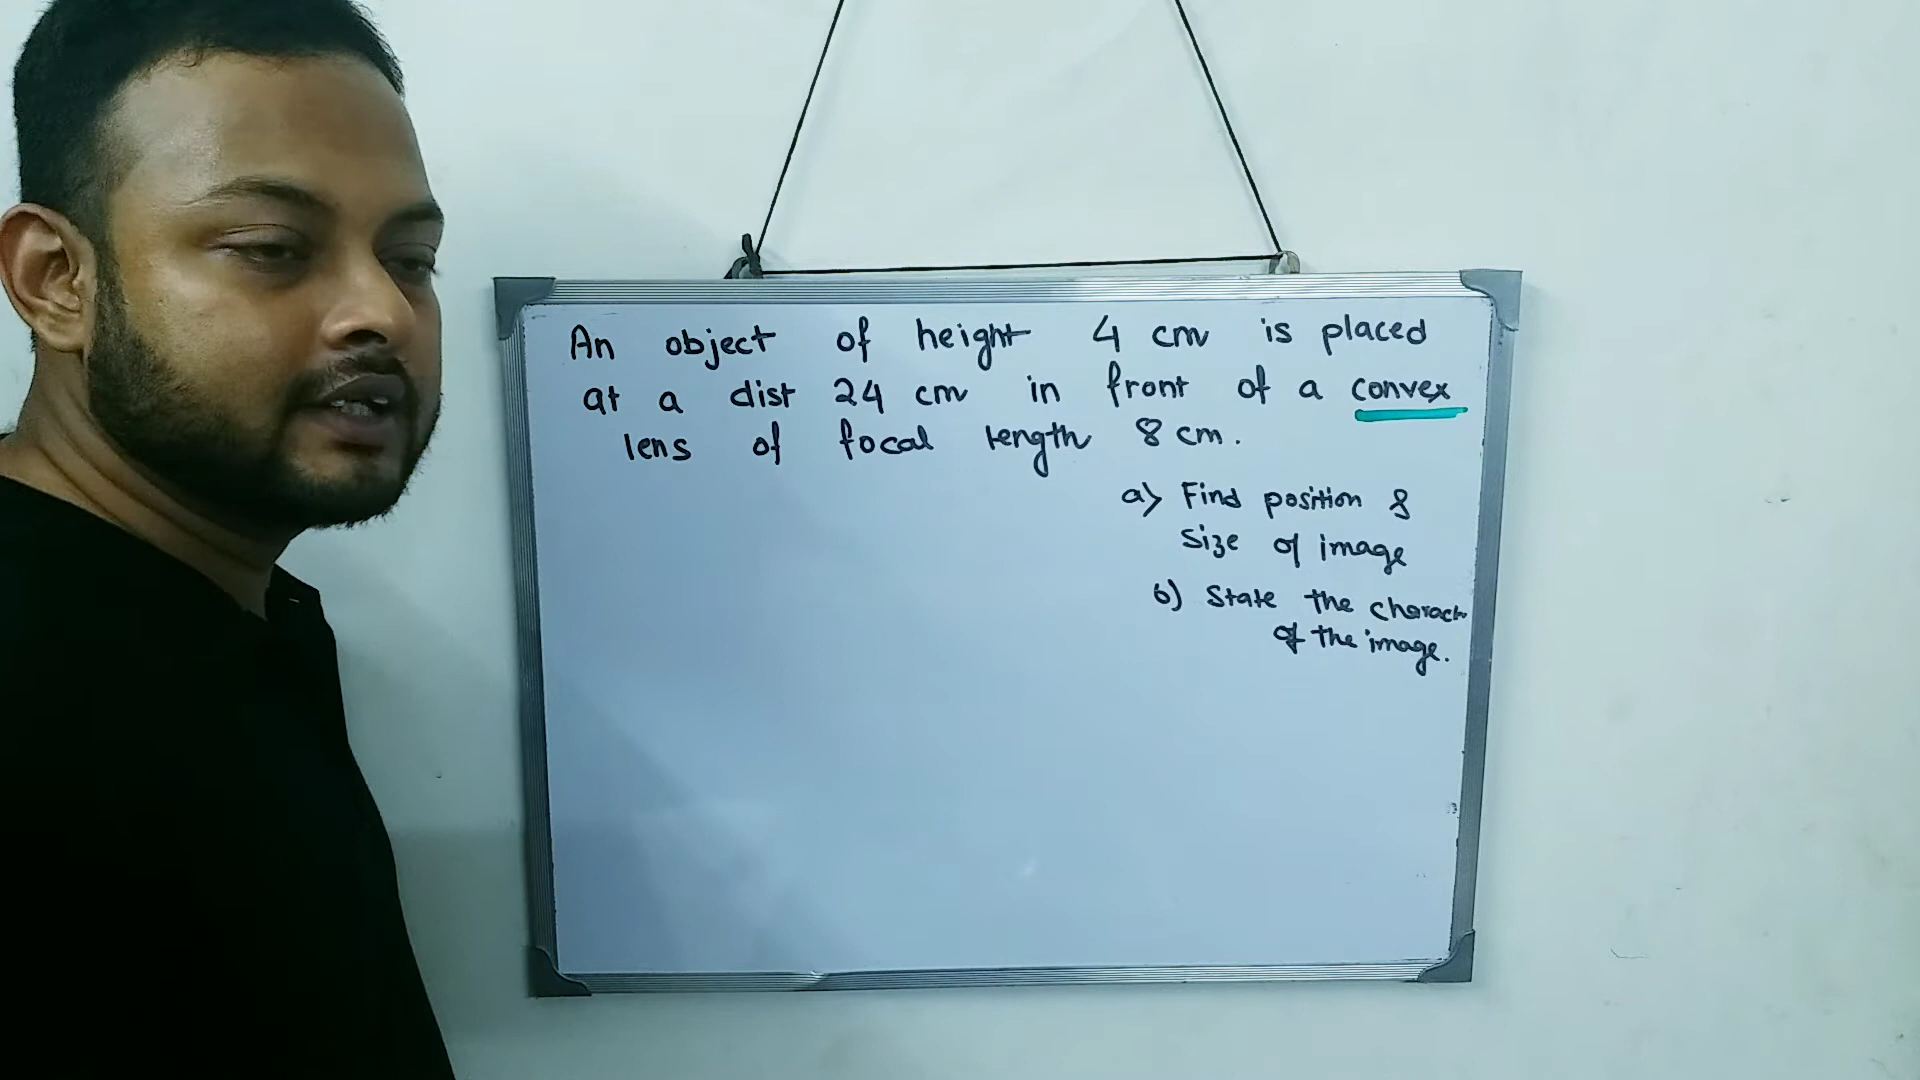 An object of height 4 cm is placed
at a dist 24 cm in front of a convex
lens of focal length 8 cm.
a) Find position &
size of image
b) State the charact
of the image.